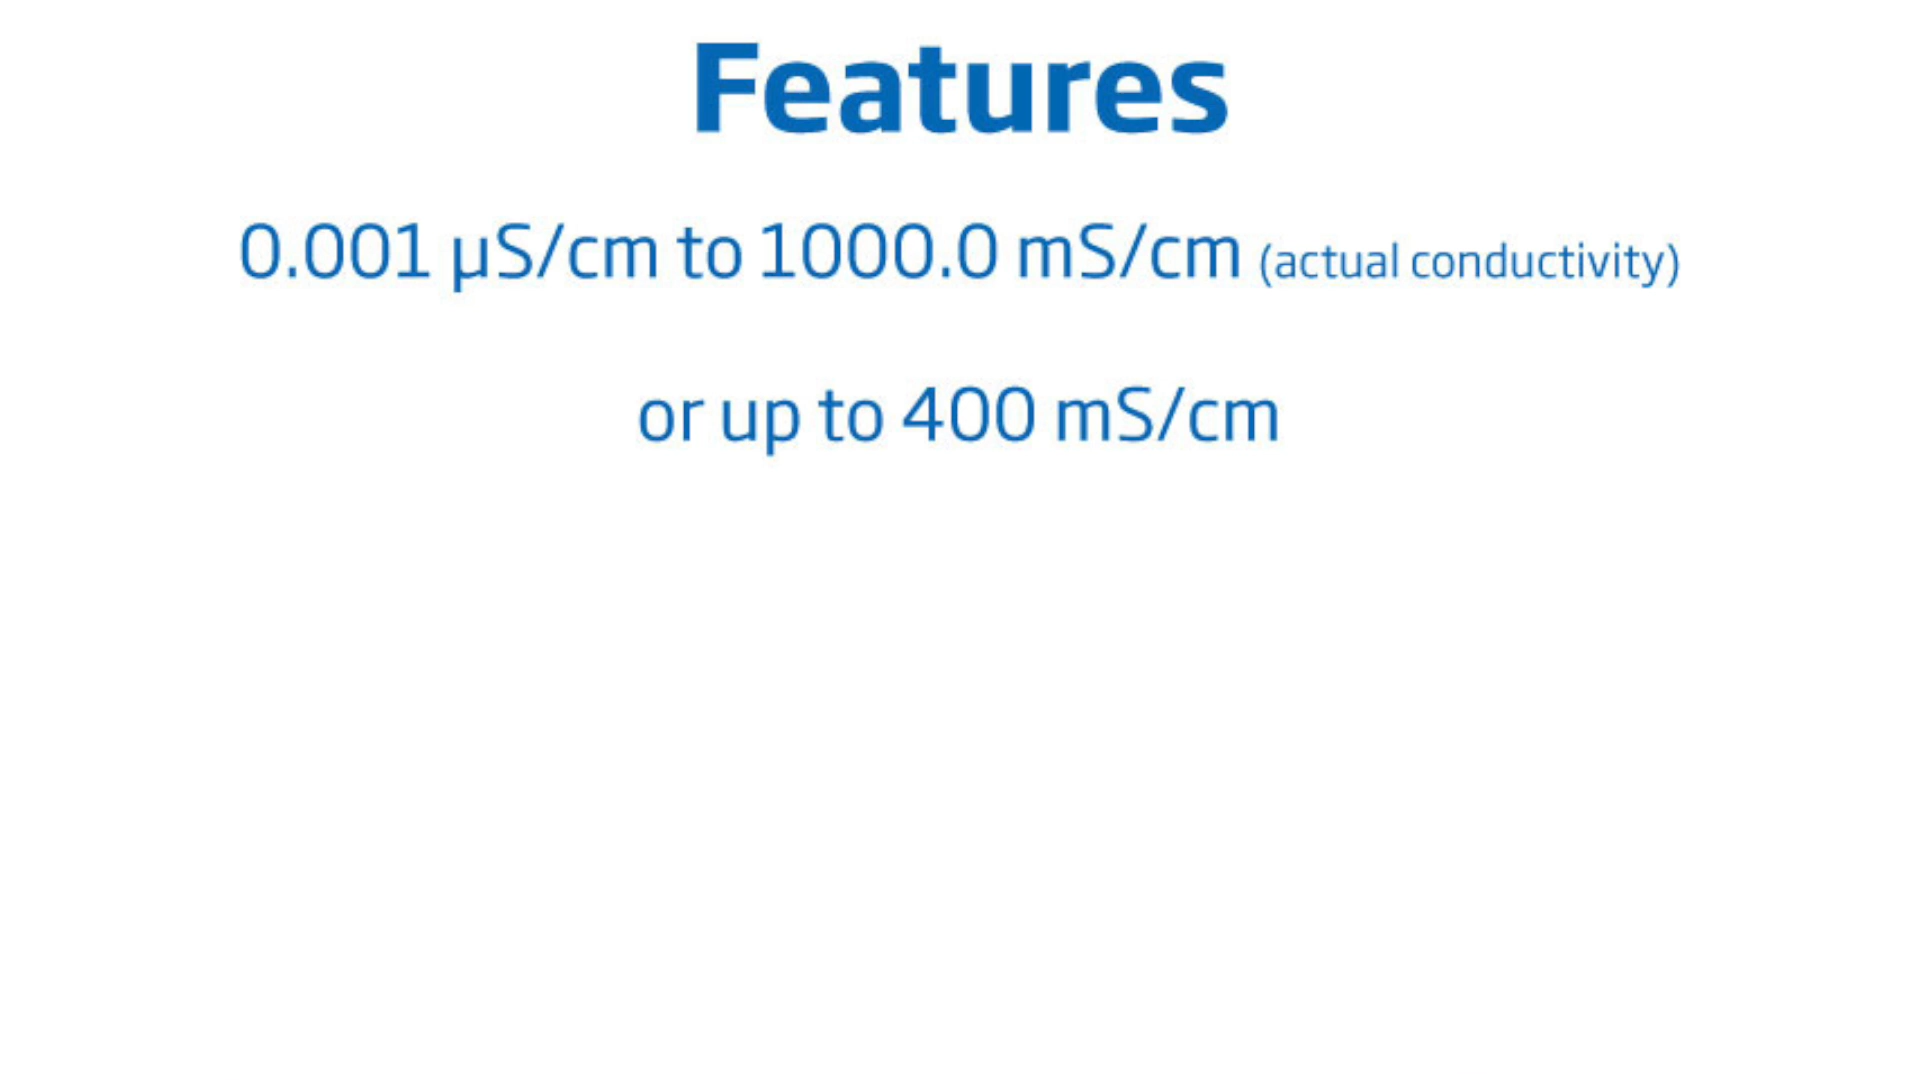 Features
0.001 µS/cm to 1000.0 mS/cm (actual conductivity)
or up to 400 mS/cm